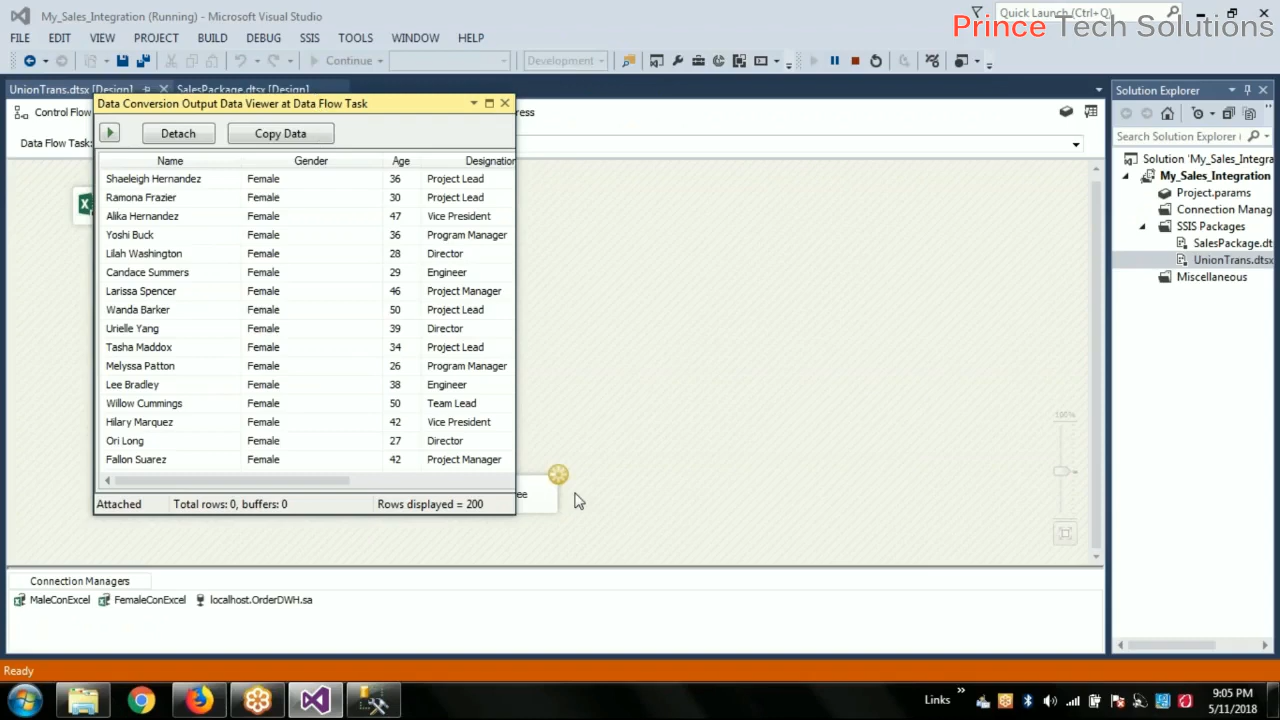 My_Sales_Integration (Running) - Microsoft Visual Studio
Quick Launch (Ctrl+Q)
Prince Tech Solutions
FILE EDIT VIEW PROJECT BUILD DEBUG SSIS TOOLS WINDOW HELP
Continue
Development
UnionTrans.dtsx [Design]
SalesPackage.dtsx [Design]
Control Flow
Data Flow Task:
Data Conversion Output Data Viewer at Data Flow Task
Detach
Copy Data
Name Gender Age Designation
Shaeleigh Hernandez Female 36 Project Lead
Ramona Frazier Female 30 Project Lead
Alika Hernandez Female 47 Vice President
Yoshi Buck Female 36 Program Manager
Lilah Washington Female 28 Director
Candace Summers Female 29 Engineer
Larissa Spencer Female 46 Project Manager
Wanda Barker Female 50 Project Lead
Urielle Yang Female 39 Director
Tasha Maddox Female 34 Project Lead
Melyssa Patton Female 26 Program Manager
Lee Bradley Female 38 Engineer
Willow Cummings Female 50 Team Lead
Hilary Marquez Female 42 Vice President
Ori Long Female 27 Director
Fallon Suarez Female 42 Project Manager
Attached Total rows: 0, buffers: 0 Rows displayed = 200
ress
ee
100%
Solution Explorer
Search Solution Explorer (
Solution 'My_Sales_Integra
My_Sales_Integration
Project.params
Connection Manag
SSIS Packages
SalesPackage.dt
UnionTrans.dtsx
Miscellaneous
Connection Managers
MaleConExcel FemaleConExcel localhost.OrderDWH.sa
Ready
Links
9:05 PM
5/11/2018